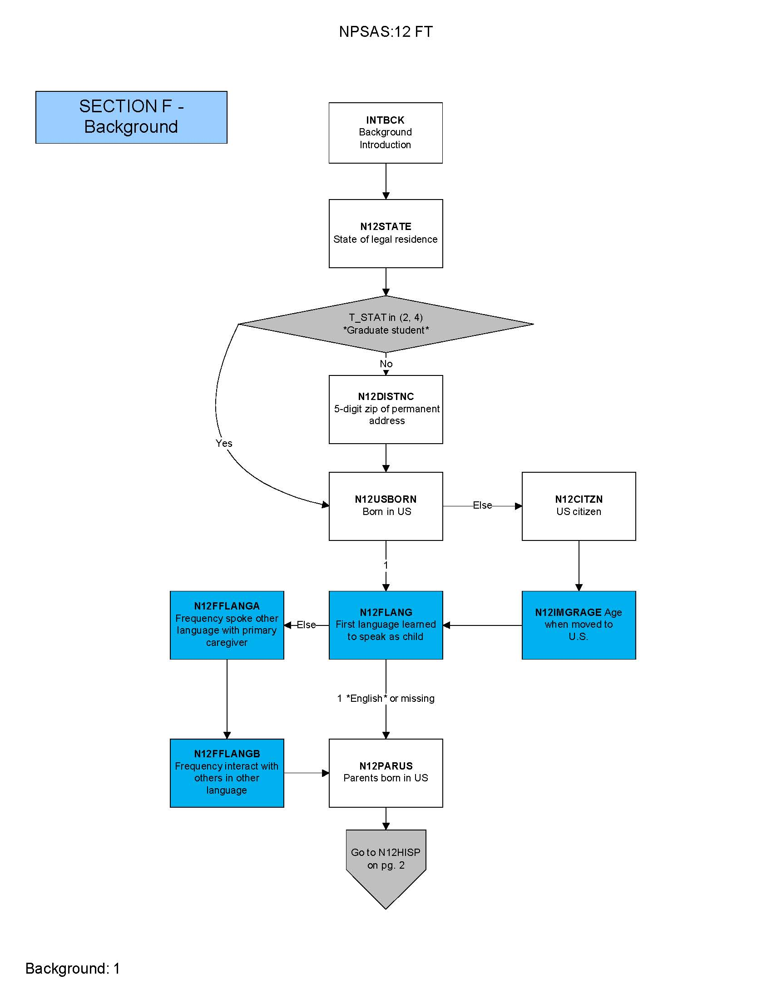 NPSAS:12 FT
SECTION F -
Background
INTBCK
Background
Introduction
N12STATE
State of legal residence
T_STAT in (2, 4)
*Graduate student*
No
N12DISTNC
5-digit zip of permanent
address
Yes
N12USBORN
Born in US
Else
N12CITZN
US citizen
1
N12FFLANGA
Frequency spoke other
language with primary
caregiver
Else
N12FLANG
First language learned
to speak as child
N12IMGRAGE Age
when moved to
U.S.
1 *English* or missing
N12FFLANGB
Frequency interact with
others in other
language
N12PARUS
Parents born in US
Go to N12HISP
on pg. 2
Background: 1